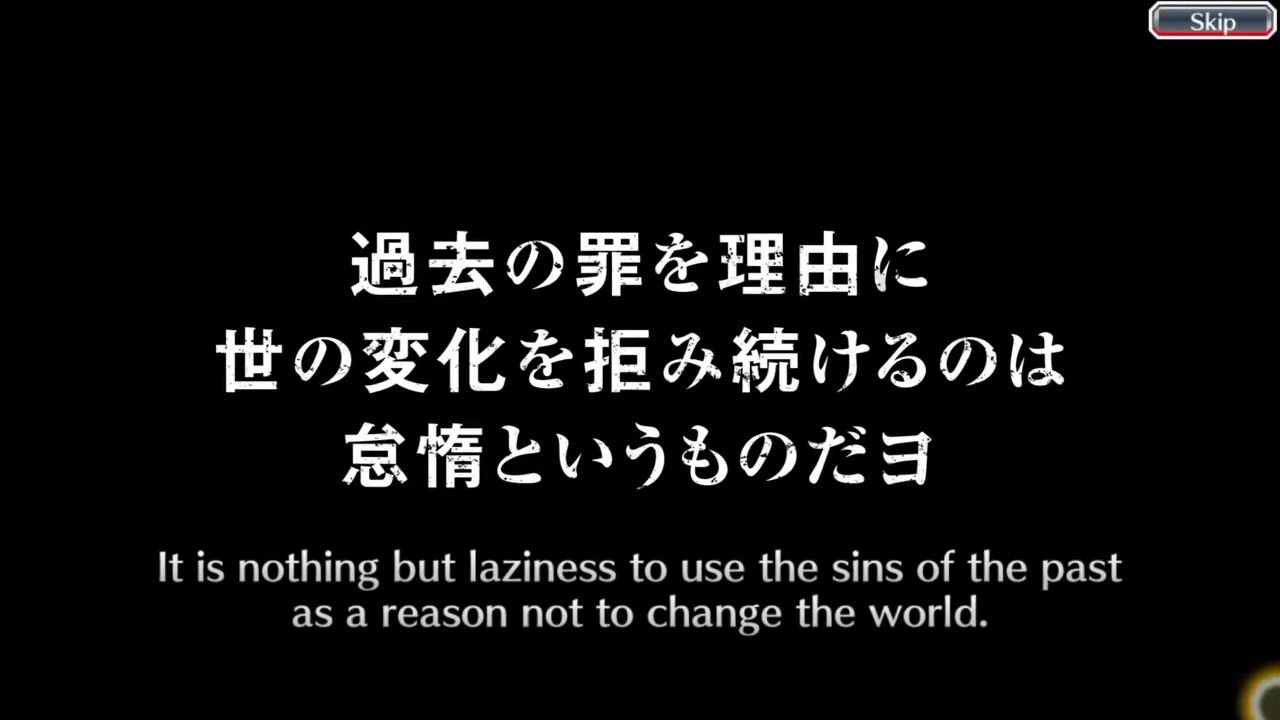 Skip
過去の罪を理由に
世の変化を拒み続けるのは
怠惰というものだヨ
It is nothing but laziness to use the sins of the past
as a reason not to change the world.